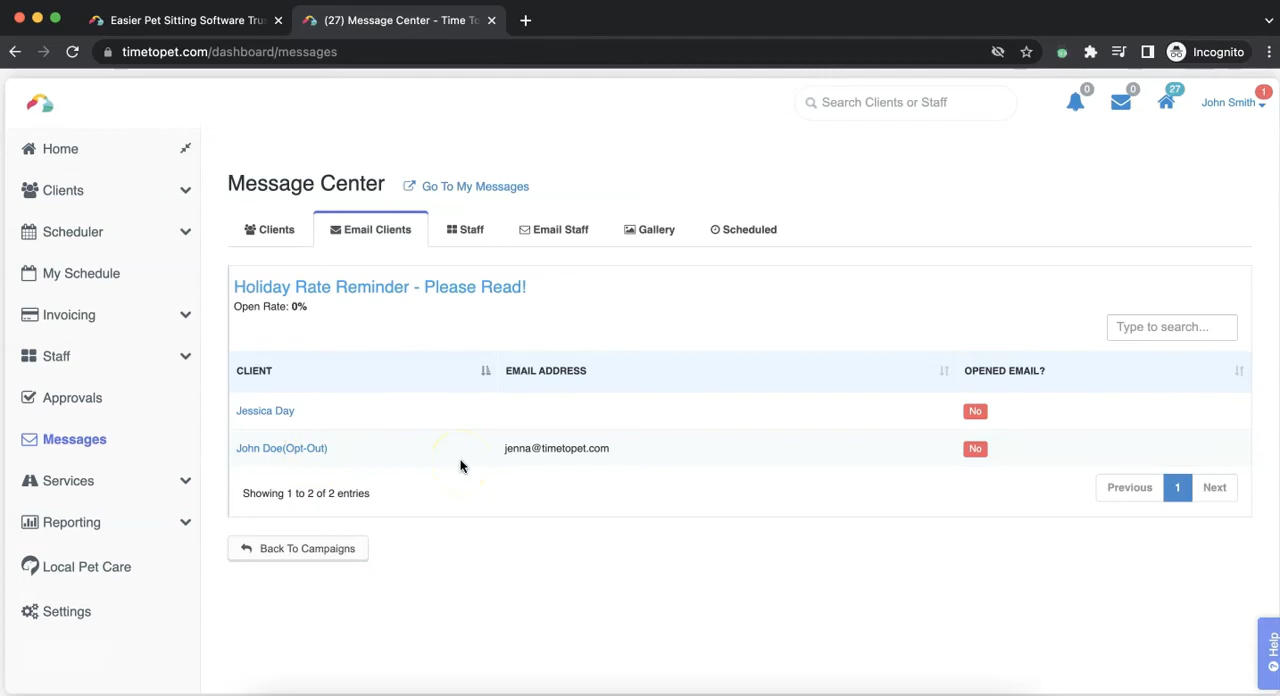 Easier Pet Sitting Software Tru
(27) Message Center - Time To
timetopet.com/dashboard/messages
Incognito
Search Clients or Staff
0
0
27
John Smith
1
Home
Clients
Scheduler
My Schedule
Invoicing
Staff
Approvals
Messages
Services
Reporting
Local Pet Care
Settings
Message Center
Go To My Messages
Clients
Email Clients
Staff
Email Staff
Gallery
Scheduled
Holiday Rate Reminder - Please Read!
Open Rate: 0%
Type to search...
CLIENT
EMAIL ADDRESS
OPENED EMAIL?
Jessica Day
No
John Doe(Opt-Out)
jenna@timetopet.com
No
Showing 1 to 2 of 2 entries
Previous
1
Next
Back To Campaigns
Help